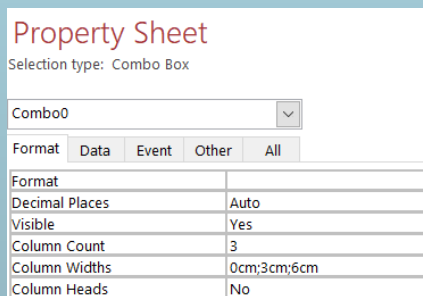 Property Sheet
Selection type: Combo Box
Combo0
Format Data Event Other All
Format
Decimal Places Auto
Visible Yes
Column Count 3
Column Widths 0cm;3cm;6cm
Column Heads No